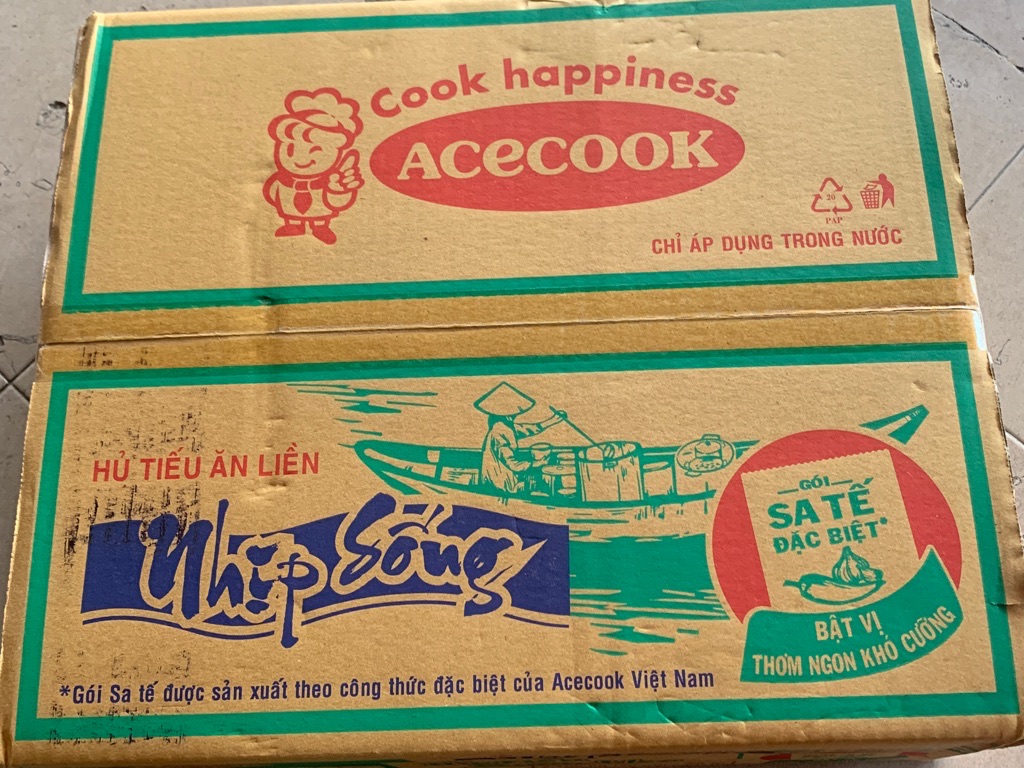 Cook happiness
ACECOOK
20
PAP
CHỈ ÁP DỤNG TRONG NƯỚC
HỦ TIẾU ĂN LIỀN
Nhịp Sống
GÓI
SA TẾ
ĐẶC BIỆT*
BẬT VỊ
THƠM NGON KHÓ CƯỠNG
*Gói Sa tế được sản xuất theo công thức đặc biệt của Acecook Việt Nam